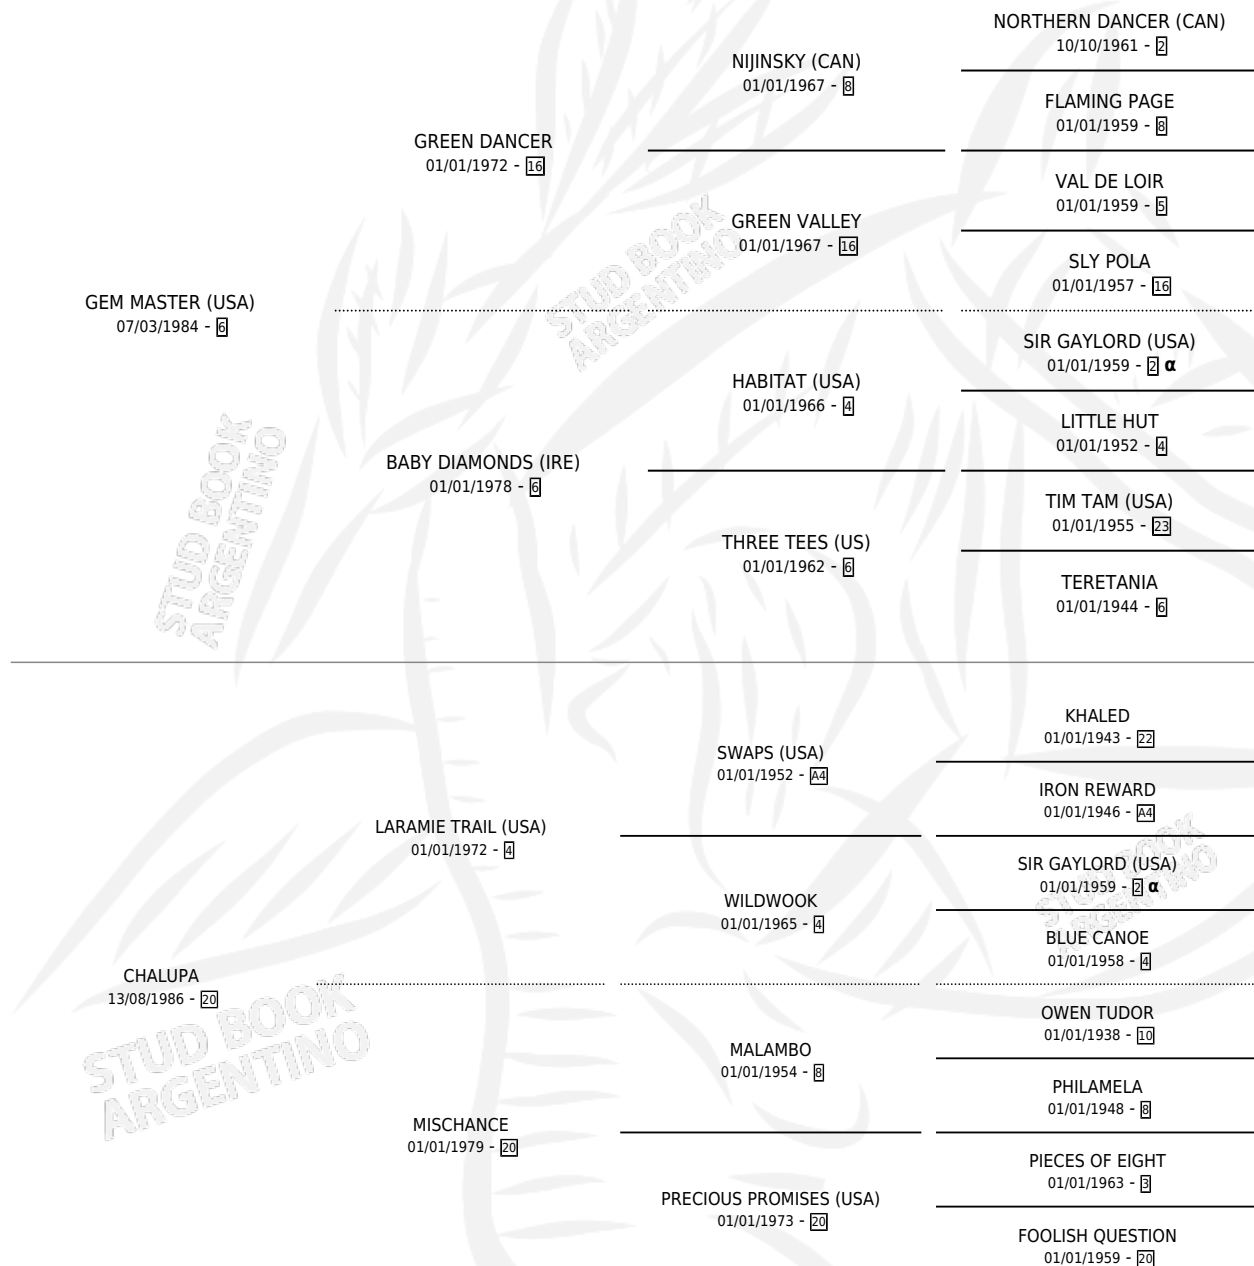 NORTHERN DANCER (CAN)
10/10/1961 - 2
NIJINSKY (CAN)
01/01/1967 - 8
FLAMING PAGE
01/01/1959 - 8
GREEN DANCER
01/01/1972 - 16
VAL DE LOIR
01/01/1959 - 5
GREEN VALLEY
01/01/1967 - 16
SLY POLA
01/01/1957 - 16
GEM MASTER (USA)
07/03/1984 - 6
SIR GAYLORD (USA)
01/01/1959 - 2 α
HABITAT (USA)
01/01/1966 - 4
LITTLE HUT
01/01/1952 - 4
BABY DIAMONDS (IRE)
01/01/1978 - 6
TIM TAM (USA)
01/01/1955 - 23
THREE TEES (US)
01/01/1962 - 6
TERETANIA
01/01/1944 - 6
KHALED
01/01/1943 - 22
SWAPS (USA)
01/01/1952 - A4
IRON REWARD
01/01/1946 - A4
LARAMIE TRAIL (USA)
01/01/1972 - 4
SIR GAYLORD (USA)
01/01/1959 - 2 α
WILDWOOK
01/01/1965 - 4
BLUE CANOE
01/01/1958 - 4
CHALUPA
13/08/1986 - 20
OWEN TUDOR
01/01/1938 - 10
MALAMBO
01/01/1954 - 8
PHILAMELA
01/01/1948 - 8
MISCHANCE
01/01/1979 - 20
PIECES OF EIGHT
01/01/1963 - 3
PRECIOUS PROMISES (USA)
01/01/1973 - 20
FOOLISH QUESTION
01/01/1959 - 20
STUD BOOK
ARGENTINO
STUD BOOK
ARGENTINO
STUD BOOK
ARGENTINO
STUD BOOK
ARGENTINO